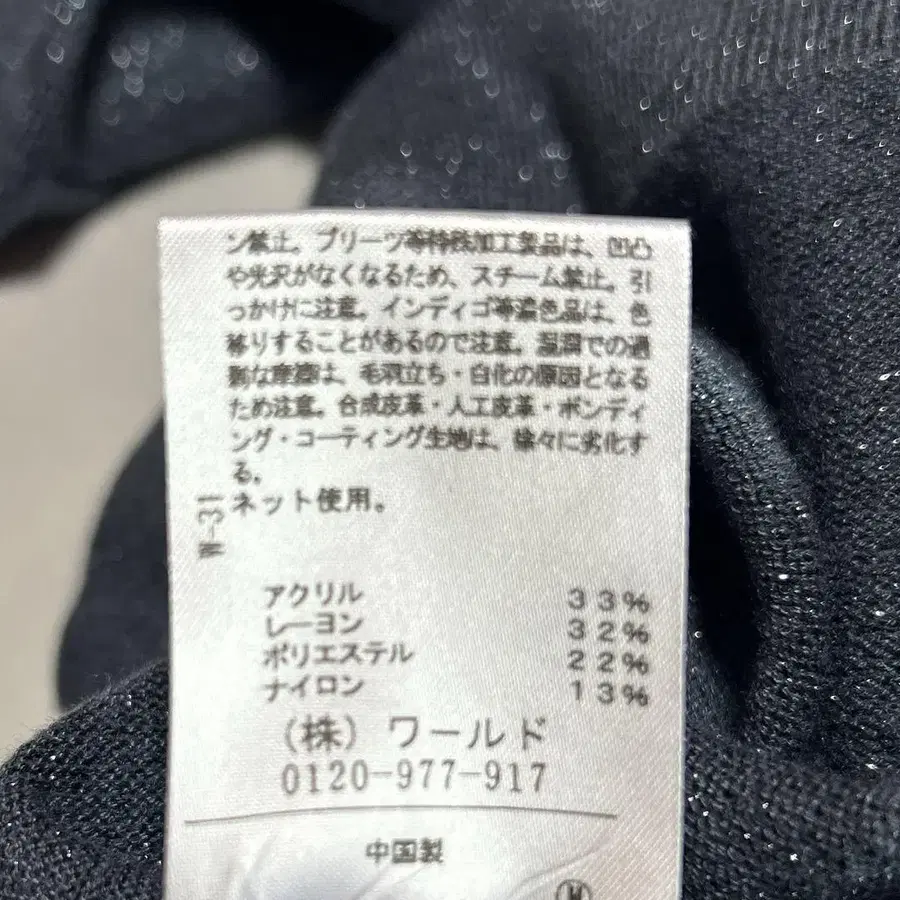 ン禁止。プリーツ等特殊加工製品は、凹凸
や光沢がなくなるため、スチーム禁止。引
っかけに注意。インディゴ等濃色品は、色
移りすることがあるので注意。湿潤での過
剰な摩擦は、毛羽立ち・白化の原因となる
ため注意。合成皮革・人工皮革・ボンディ
ング・コーティング生地は、徐々に劣化す
る。
ネット使用。
W-31
アクリル 33%
レーヨン 32%
ポリエステル 22%
ナイロン 13%
(株)ワールド
0120-977-917
中国製